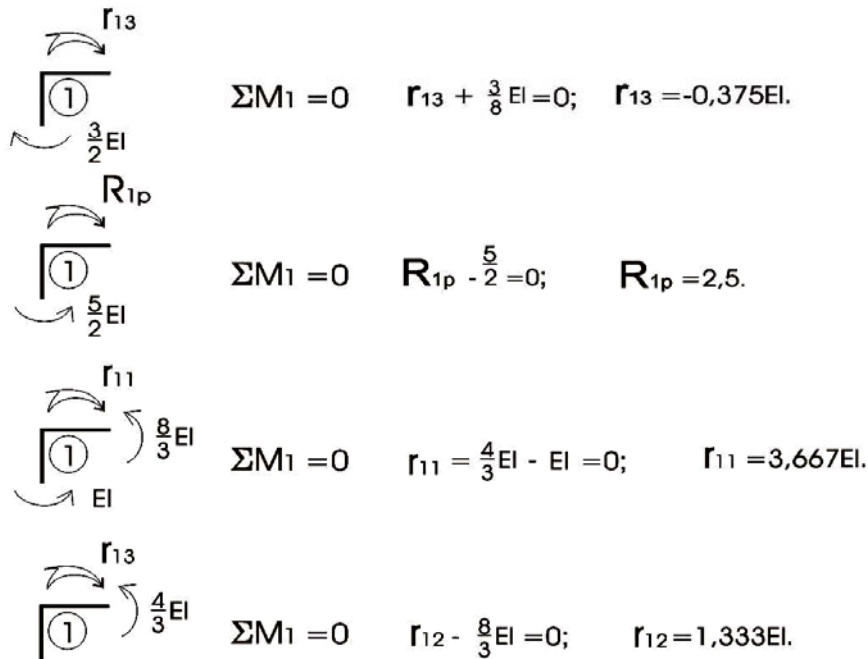 r₁₃
① ΣM₁ =0 r₁₃ + 3/8 EI =0; r₁₃ =-0,375EI.
3/2 EI
R₁ₚ
① ΣM₁ =0 R₁ₚ - 5/2 =0; R₁ₚ =2,5.
5/2 EI
r₁₁
8/3 EI
① ΣM₁ =0 r₁₁ = 4/3 EI - EI =0; r₁₁ =3,667EI.
EI
r₁₃
4/3 EI
① ΣM₁ =0 r₁₂ - 8/3 EI =0; r₁₂ =1,333EI.